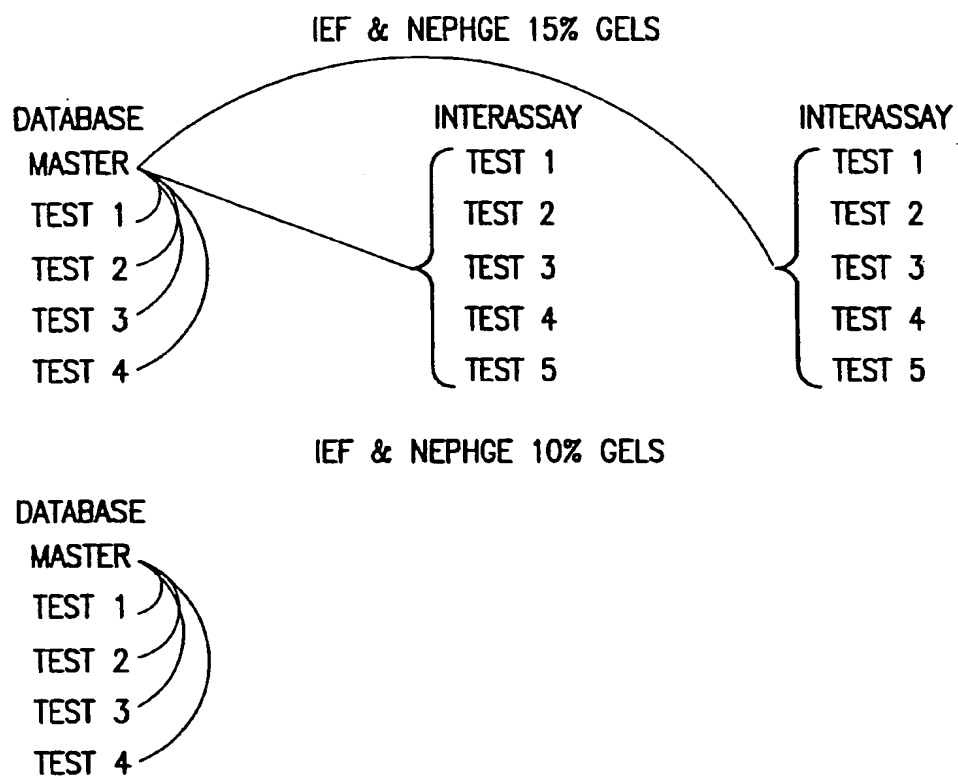 IEF & NEPHGE 15% GELS
DATABASE
MASTER
TEST 1
TEST 2
TEST 3
TEST 4
INTERASSAY
TEST 1
TEST 2
TEST 3
TEST 4
TEST 5
INTERASSAY
TEST 1
TEST 2
TEST 3
TEST 4
TEST 5
IEF & NEPHGE 10% GELS
DATABASE
MASTER
TEST 1
TEST 2
TEST 3
TEST 4